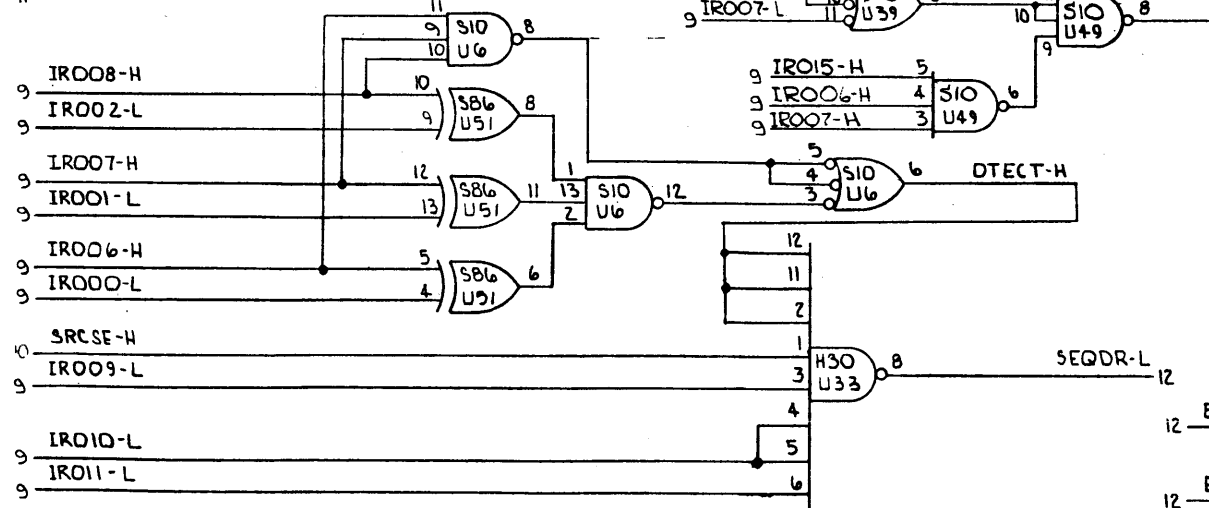 11
9
10
S10
U6
8
9 IR007-L 11
U39
10
9
S10
U49
8
9 IR008-H 10
9 IR002-L 9
S86
U51
8
9 IR015-H 5
9 IR006-H 4
9 IR007-H 3
S10
U49
6
9 IR007-H 12
9 IR001-L 13
S86
U51
11
1
13
2
S10
U6
12
5
4
3
S10
U6
6
DTECT-H
9 IR006-H 5
9 IR000-L 4
S86
U51
6
12
11
2
SRCSE-H 1
9 IR009-L 3
H30
U33
8
SEQDR-L 12
4
9 IR010-L 5
9 IR011-L 6
12
12